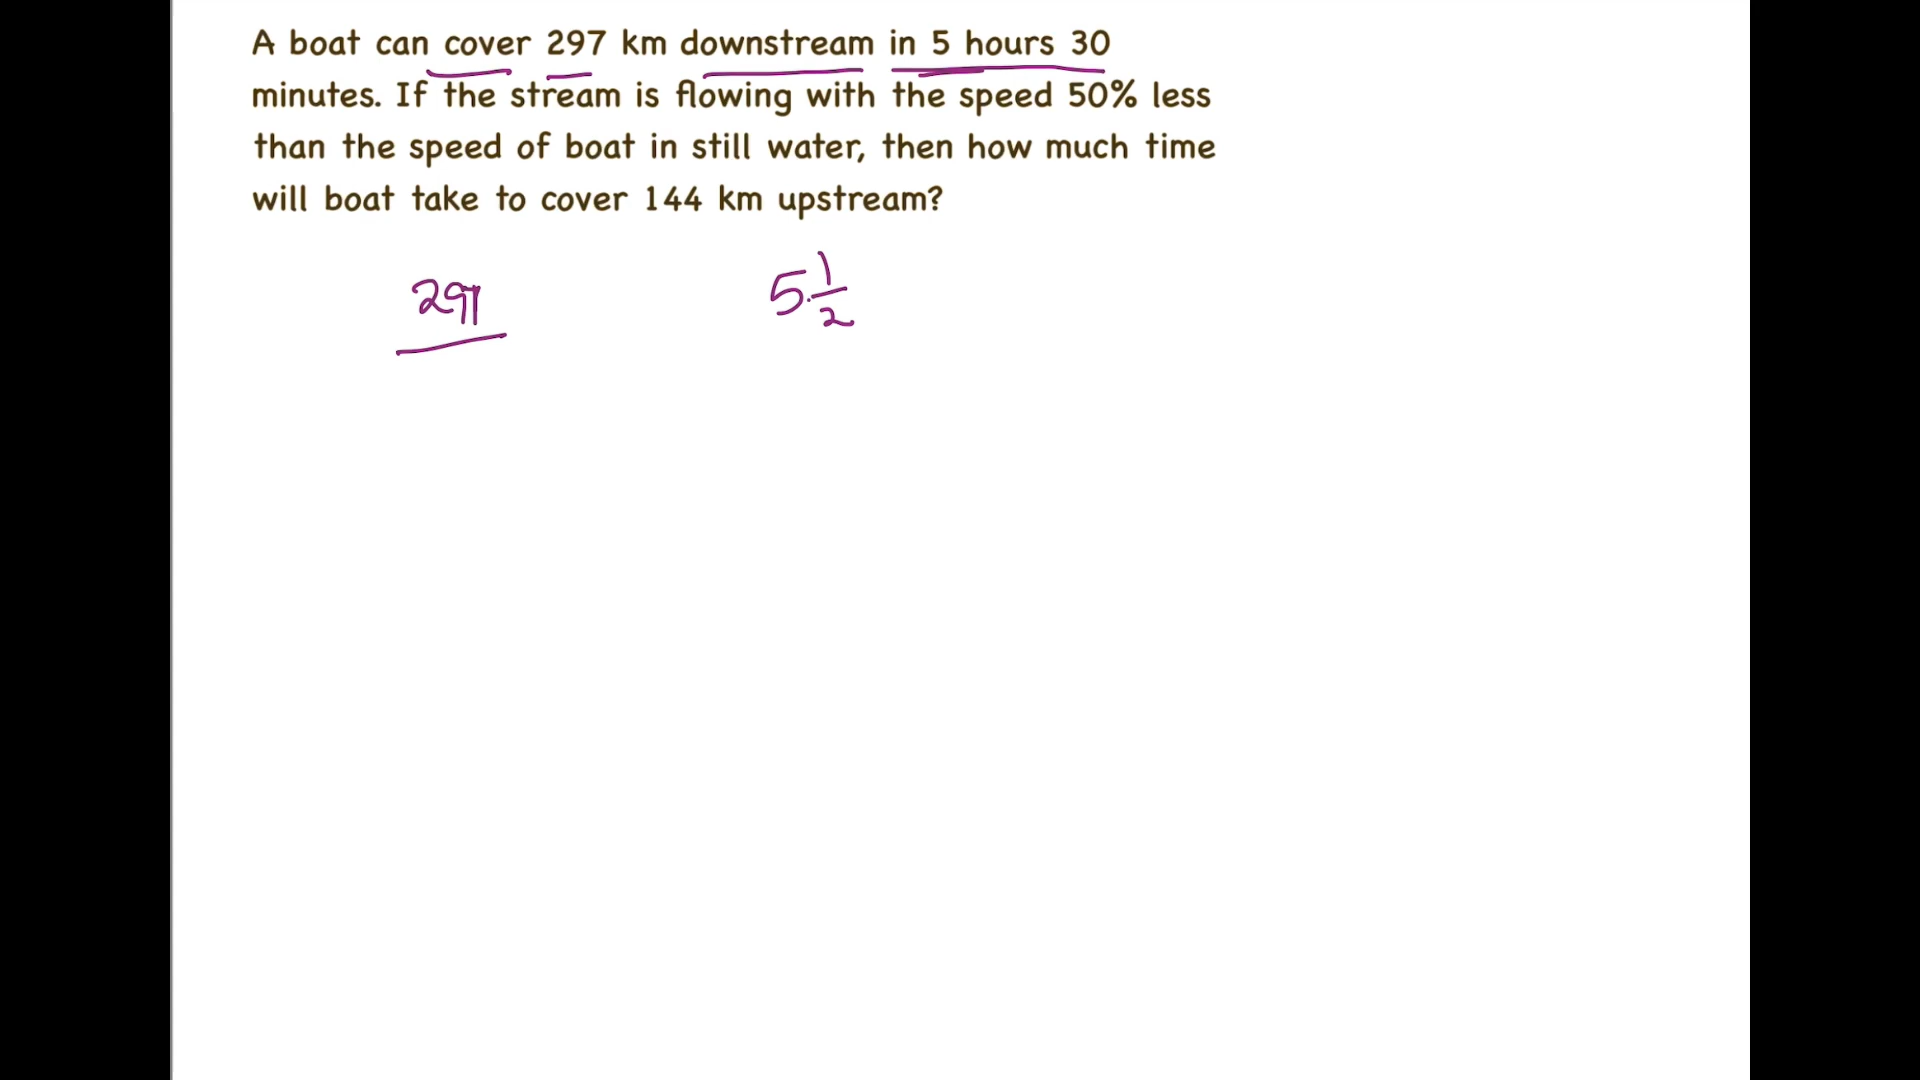 A boat can cover 297 km downstream in 5 hours 30
minutes. If the stream is flowing with the speed 50% less
than the speed of boat in still water, then how much time
will boat take to cover 144 km upstream?
297 5 1/2